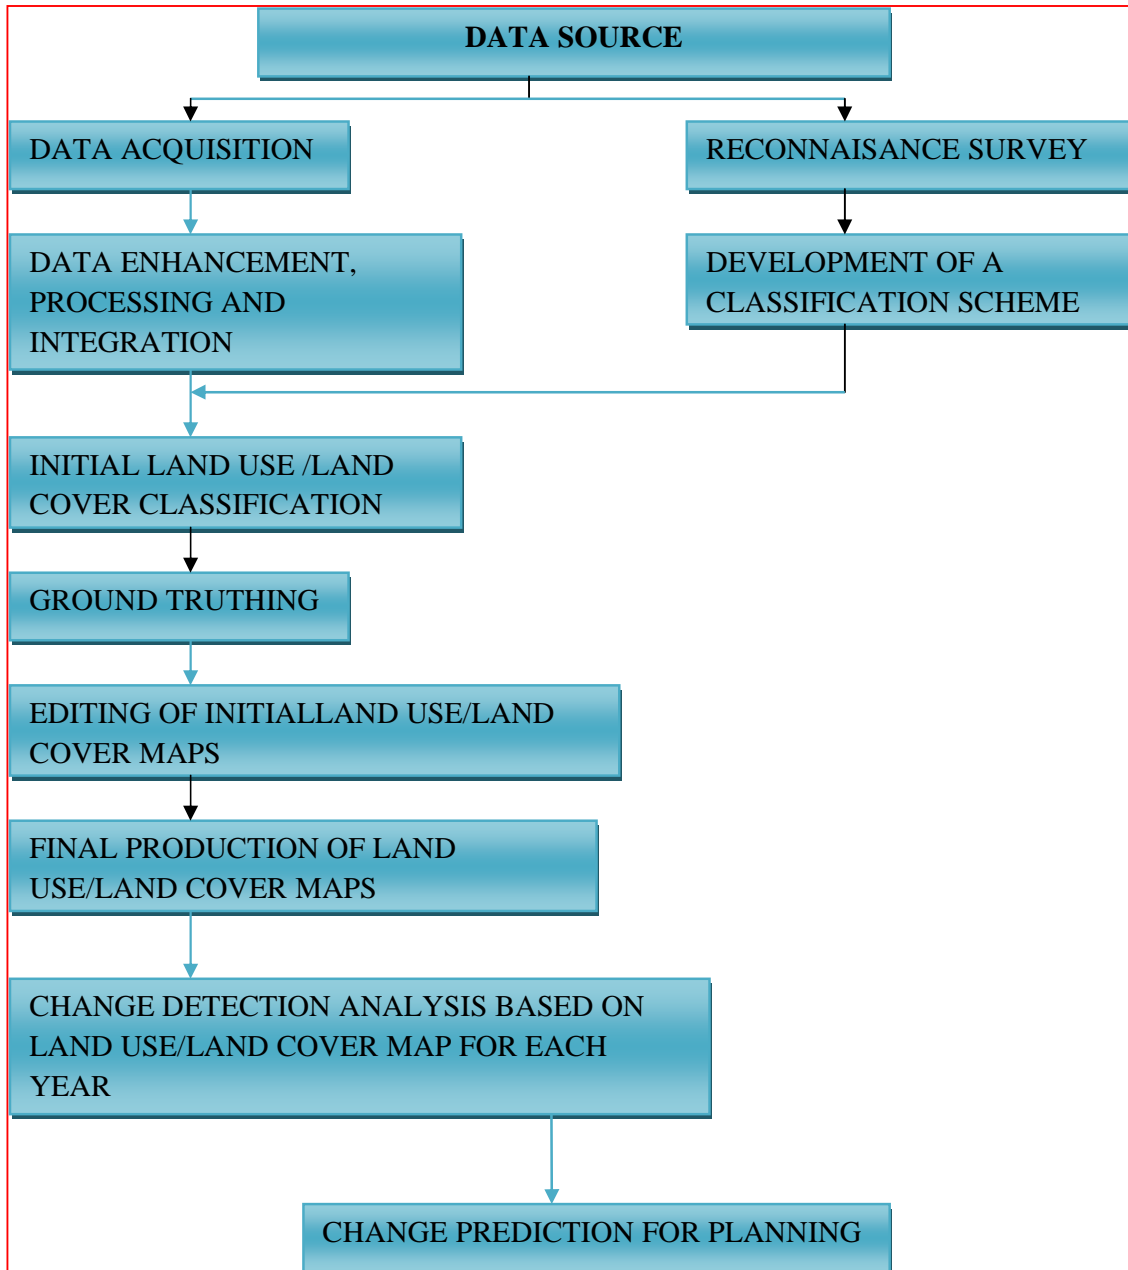 DATA SOURCE
DATA ACQUISITION
RECONNAISANCE SURVEY
DATA ENHANCEMENT,
PROCESSING AND
INTEGRATION
DEVELOPMENT OF A
CLASSIFICATION SCHEME
INITIAL LAND USE /LAND
COVER CLASSIFICATION
GROUND TRUTHING
EDITING OF INITIALLAND USE/LAND
COVER MAPS
FINAL PRODUCTION OF LAND
USE/LAND COVER MAPS
CHANGE DETECTION ANALYSIS BASED ON
LAND USE/LAND COVER MAP FOR EACH
YEAR
CHANGE PREDICTION FOR PLANNING